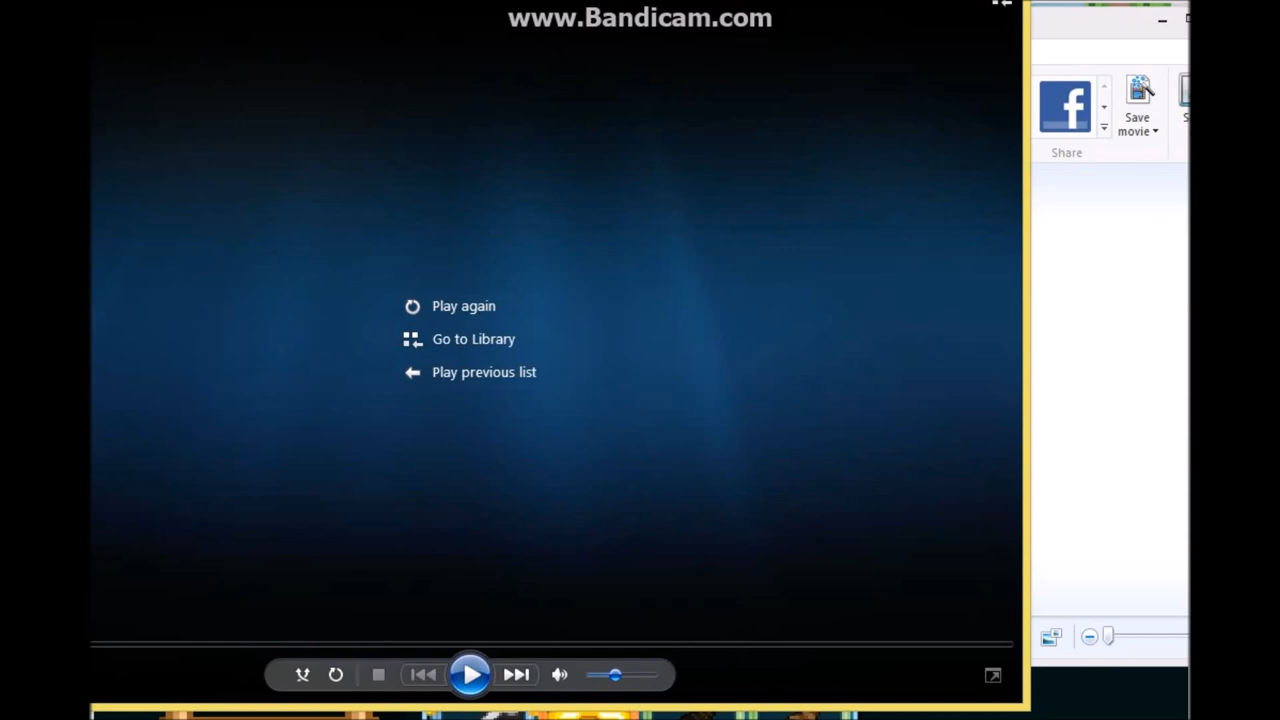 www.Bandicam.com
f
Save
movie
Share
Play again
Go to Library
Play previous list